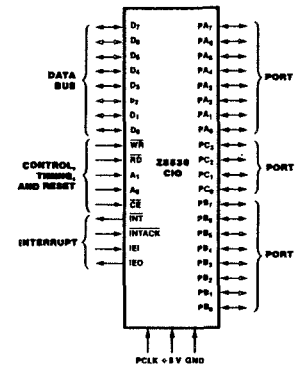 DATA BUS
CONTROL, TIMING, AND RESET
INTERRUPT
D7
D6
D5
D4
D3
D2
D1
D0
WR
RD
A1
A0
CE
INT
INTACK
IEI
IEO
Z8536
CIO
PA7
PA6
PA5
PA4
PA3
PA2
PA1
PA0
PC3
PC2
PC1
PC0
PB7
PB6
PB5
PB4
PB3
PB2
PB1
PB0
PORT
PORT
PORT
PCLK +5 V GND